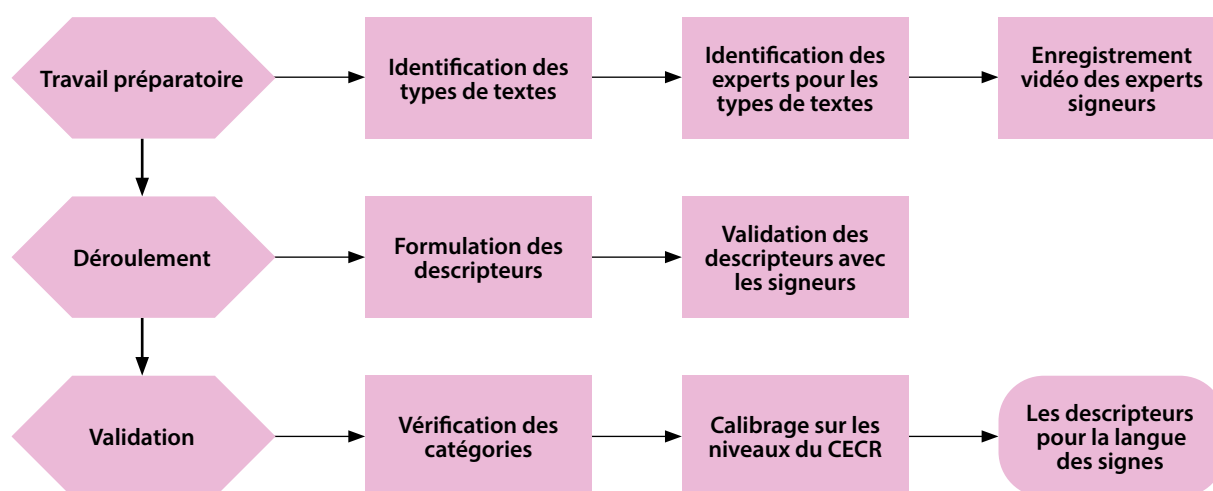 Travail préparatoire
Identification des
types de textes
Identification des
experts pour les
types de textes
Enregistrement
vidéo des experts
signeurs
Déroulement
Formulation des
descripteurs
Validation des
descripteurs avec
les signeurs
Validation
Vérification des
catégories
Calibrage sur les
niveaux du CECR
Les descripteurs
pour la langue
des signes